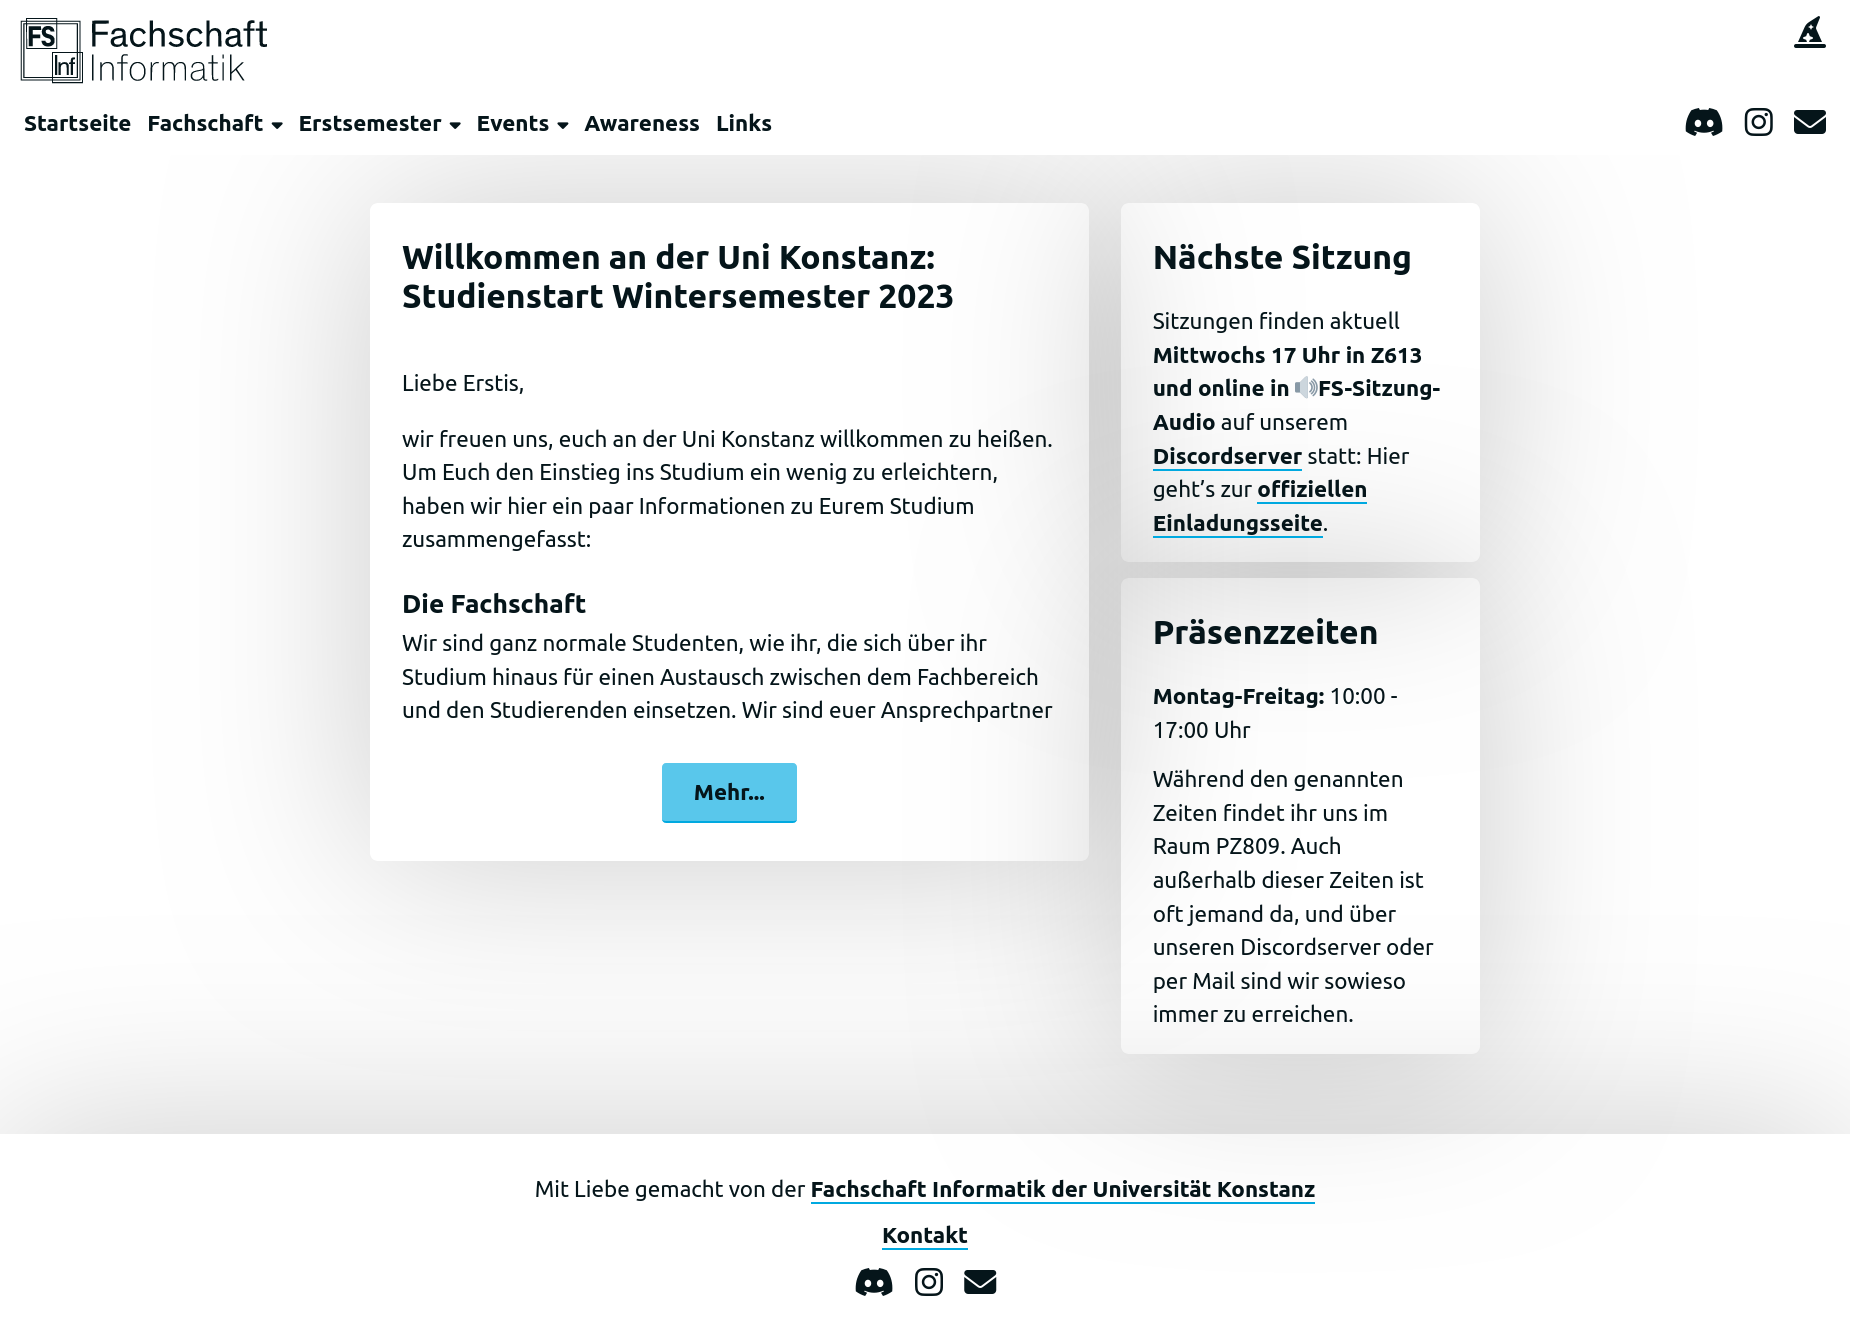 FS
Inf
Fachschaft
Informatik
Startseite Fachschaft Erstsemester Events Awareness Links
Willkommen an der Uni Konstanz:
Studienstart Wintersemester 2023
Liebe Erstis,
wir freuen uns, euch an der Uni Konstanz willkommen zu heißen.
Um Euch den Einstieg ins Studium ein wenig zu erleichtern,
haben wir hier ein paar Informationen zu Eurem Studium
zusammengefasst:
Die Fachschaft
Wir sind ganz normale Studenten, wie ihr, die sich über ihr
Studium hinaus für einen Austausch zwischen dem Fachbereich
und den Studierenden einsetzen. Wir sind euer Ansprechpartner
Mehr...
Nächste Sitzung
Sitzungen finden aktuell
Mittwochs 17 Uhr in Z613
und online in 🔊FS-Sitzung-
Audio auf unserem
Discordserver statt: Hier
geht’s zur offiziellen
Einladungsseite.
Präsenzzeiten
Montag-Freitag: 10:00 -
17:00 Uhr
Während den genannten
Zeiten findet ihr uns im
Raum PZ809. Auch
außerhalb dieser Zeiten ist
oft jemand da, und über
unseren Discordserver oder
per Mail sind wir sowieso
immer zu erreichen.
Mit Liebe gemacht von der Fachschaft Informatik der Universität Konstanz
Kontakt